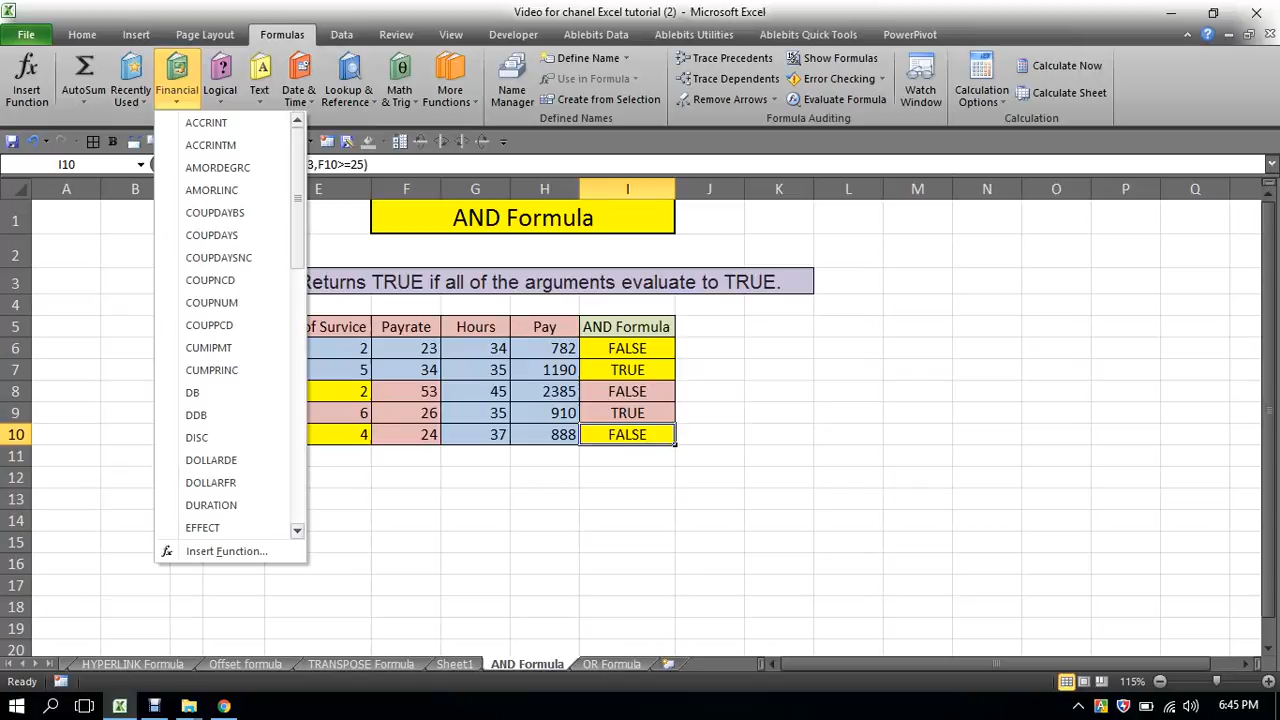 Video for chanel Excel tutorial (2) - Microsoft Excel
File Home Insert Page Layout Formulas Data Review View Developer Ablebits Data Ablebits Utilities Ablebits Quick Tools PowerPivot
fx Σ A θ
Insert Function
AutoSum
Recently Used
Financial
Logical
Text
Date & Time
Lookup & Reference
Math & Trig
More Functions
Name Manager
Define Name
Use in Formula
Create from Selection
Defined Names
Trace Precedents
Trace Dependents
Remove Arrows
Show Formulas
Error Checking
Evaluate Formula
Formula Auditing
Watch Window
Calculation Options
Calculate Now
Calculate Sheet
Calculation
I10
3,F10>=25)
A B E F G H I J K L M N O P Q
ACCRINT
ACCRINTM
AMORDEGRC
AMORLINC
COUPDAYBS
COUPDAYS
COUPDAYSNC
COUPNCD
COUPNUM
COUPPCD
CUMIPMT
CUMPRINC
DB
DDB
DISC
DOLLARDE
DOLLARFR
DURATION
EFFECT
fx Insert Function...
1 AND Formula
2
3 Returns TRUE if all of the arguments evaluate to TRUE.
4
5 of Service Payrate Hours Pay AND Formula
6 2 23 34 782 FALSE
7 5 34 35 1190 TRUE
8 2 53 45 2385 FALSE
9 6 26 35 910 TRUE
10 4 24 37 888 FALSE
11
12
13
14
15
16
17
18
19
20
HYPERLINK Formula Offset formula TRANSPOSE Formula Sheet1 AND Formula OR Formula
Ready 115%
6:45 PM